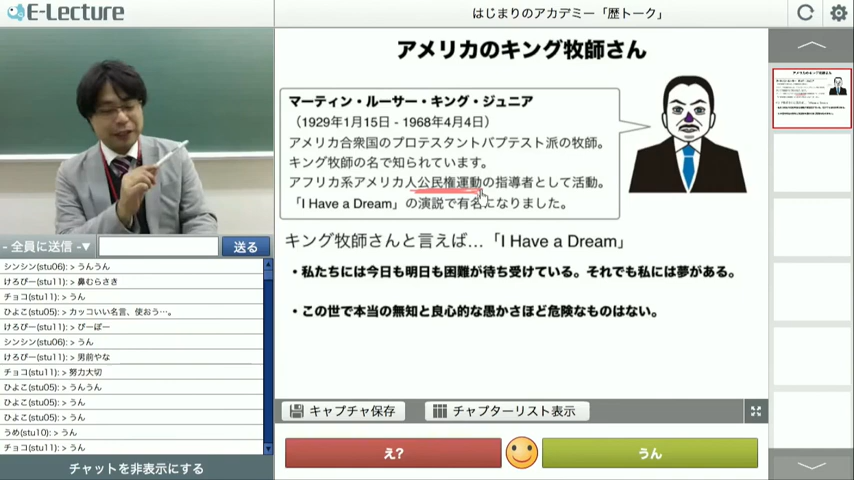 E-Lecture
はじまりのアカデミー「歴トーク」
アメリカのキング牧師さん
マーティン・ルーサー・キング・ジュニア
（1929年1月15日 - 1968年4月4日）
アメリカ合衆国のプロテスタントバプテスト派の牧師。
キング牧師の名で知られています。
アフリカ系アメリカ人公民権運動の指導者として活動。
「I Have a Dream」の演説で有名になりました。
キング牧師さんと言えば…「I Have a Dream」
・私たちには今日も明日も困難が待ち受けている。それでも私には夢がある。
・この世で本当の無知と良心的な愚かさほど危険なものはない。
- 全員に送信 -▼
送る
シンシン(stu06): > うんうん
けろぴー(stu11): > 鼻むらさき
チョコ(stu11): > うん
ひよこ(stu05): > カッコいい名言、使おう…。
けろぴー(stu11): > ぴーぽー
シンシン(stu06): > うん
けろぴー(stu11): > 男前やな
チョコ(stu11): > 努力大切
ひよこ(stu05): > うんうん
ひよこ(stu05): > うん
ひよこ(stu05): > うん
うめ(stu10): > うん
チョコ(stu11): > うん
チャットを非表示にする
キャプチャ保存
チャプターリスト表示
え?
うん